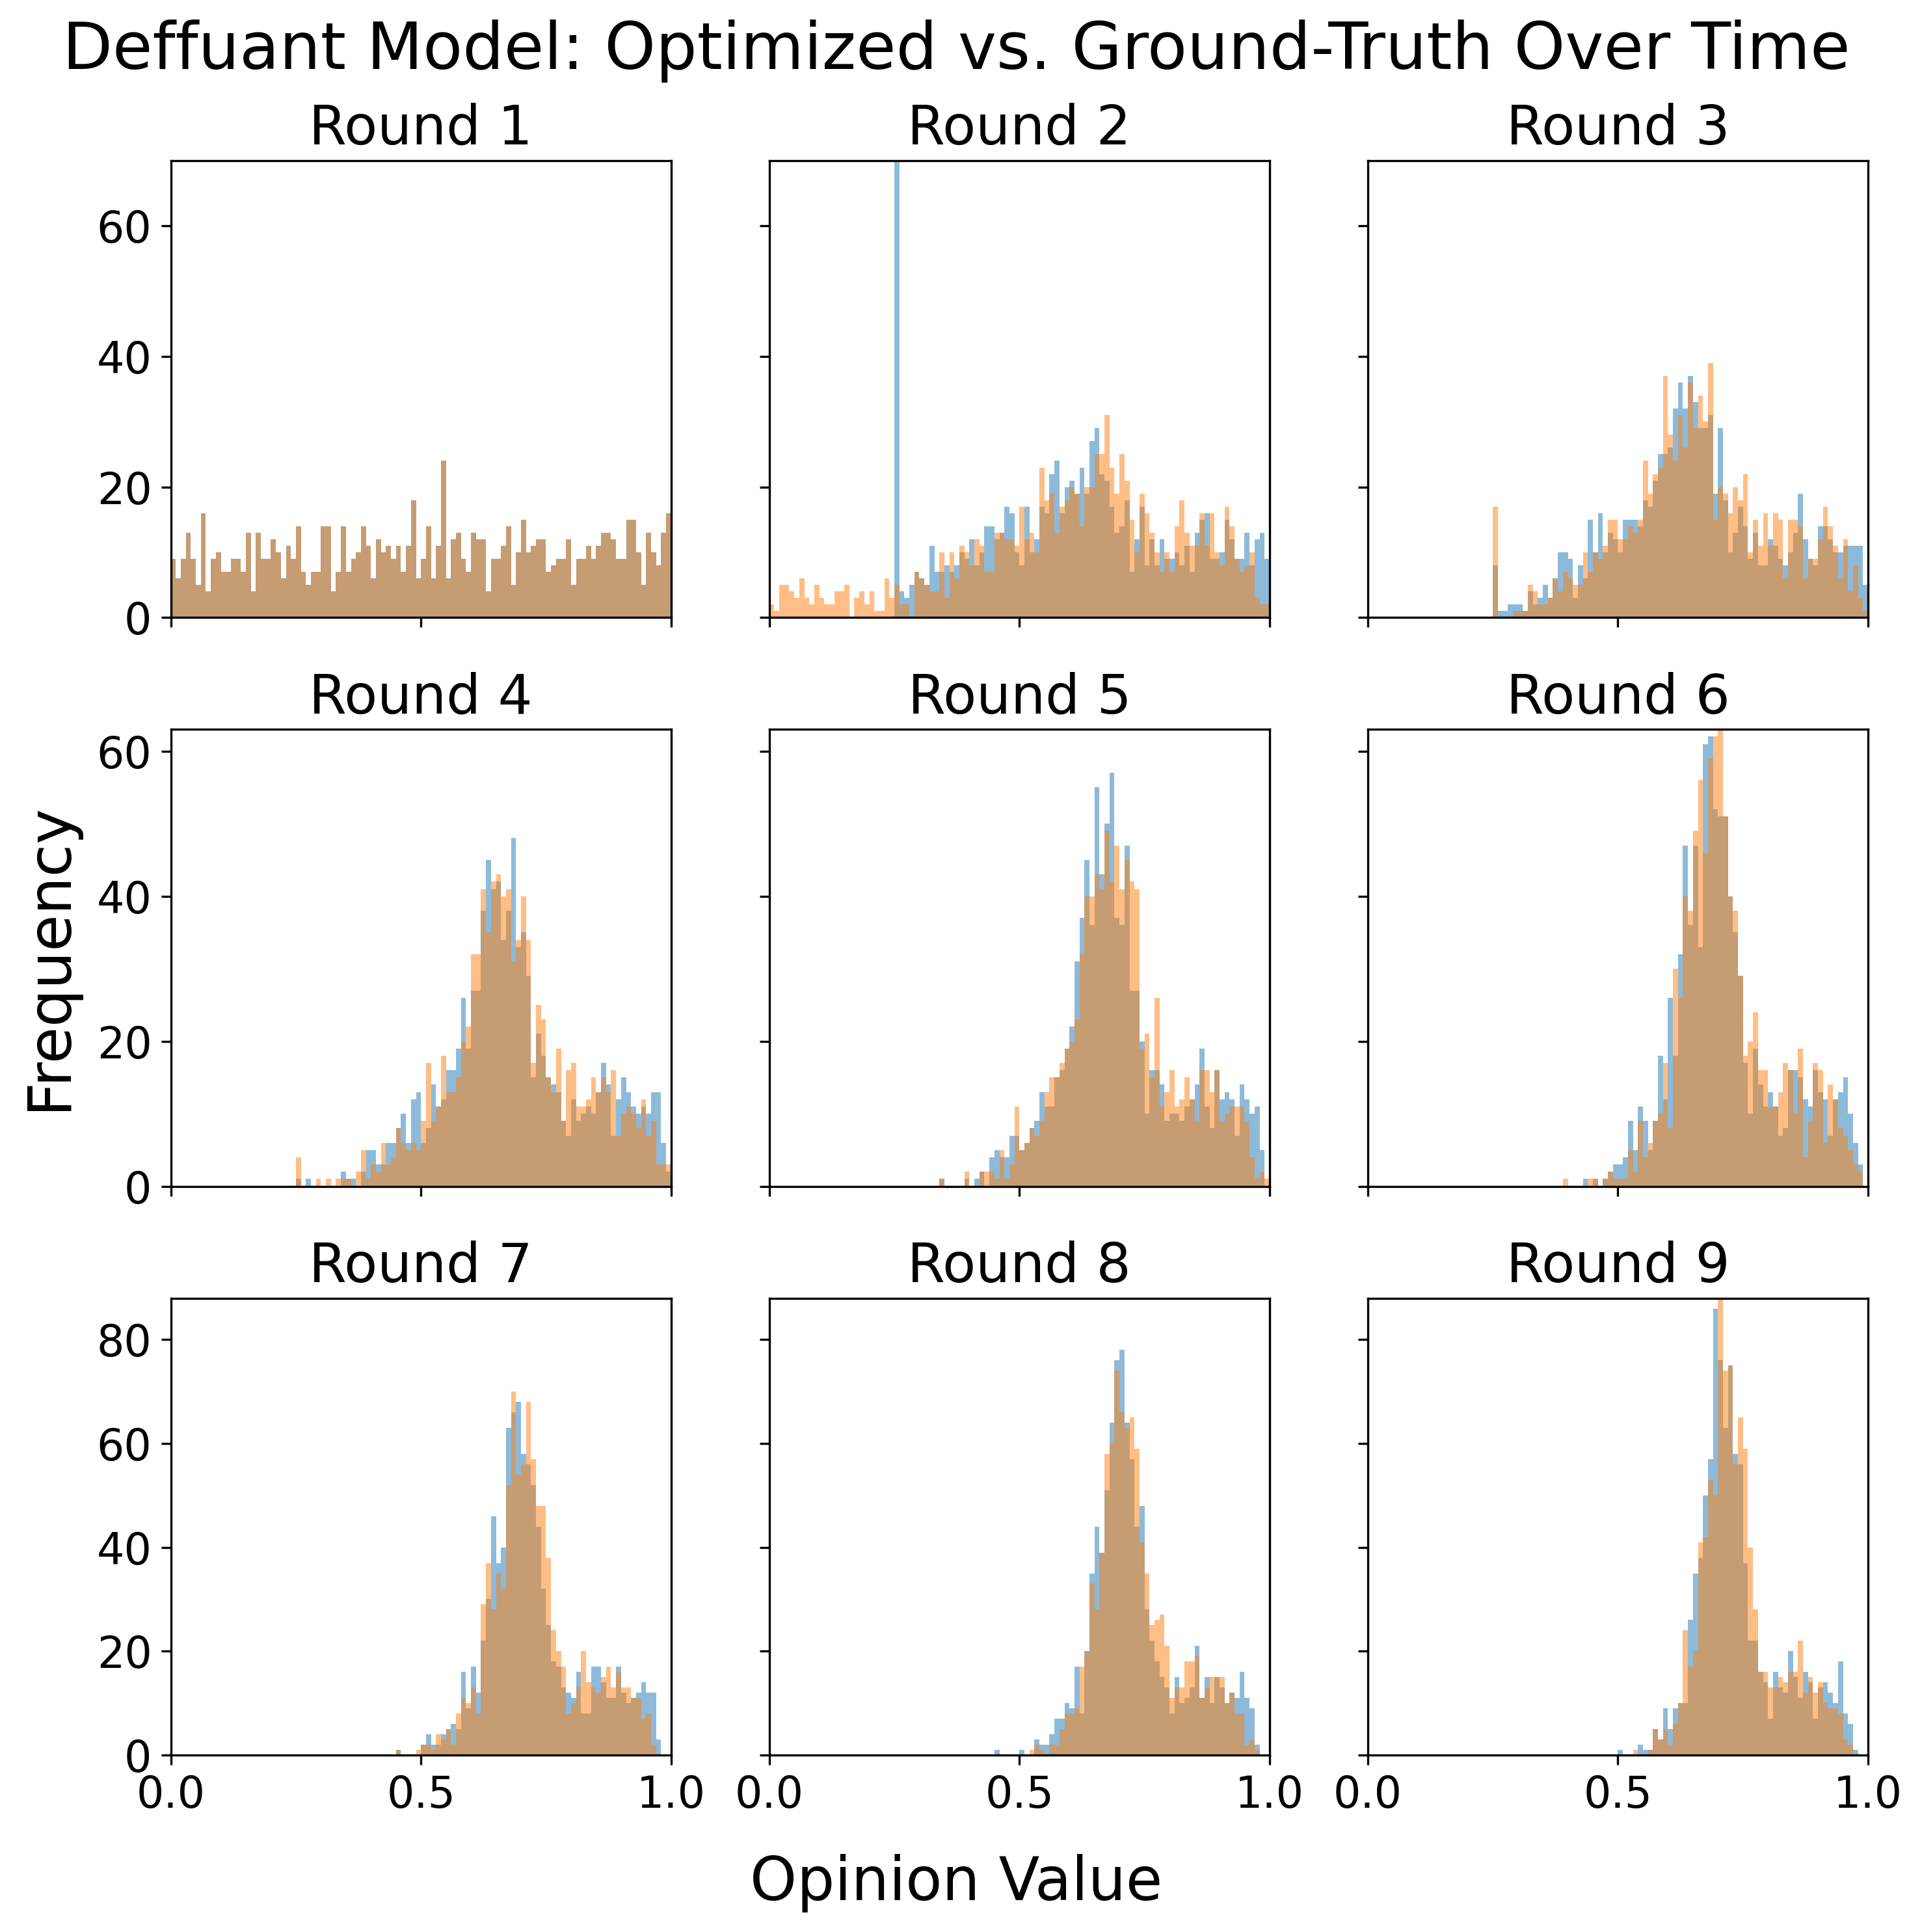 Deffuant Model: Optimized vs. Ground-Truth Over Time
Round 1
Round 2
Round 3
60
40
20
0
Round 4
Round 5
Round 6
60
40
20
0
Frequency
Round 7
Round 8
Round 9
80
60
40
20
0
0.0 0.5 1.0 0.0 0.5 1.0 0.0 0.5 1.0
Opinion Value